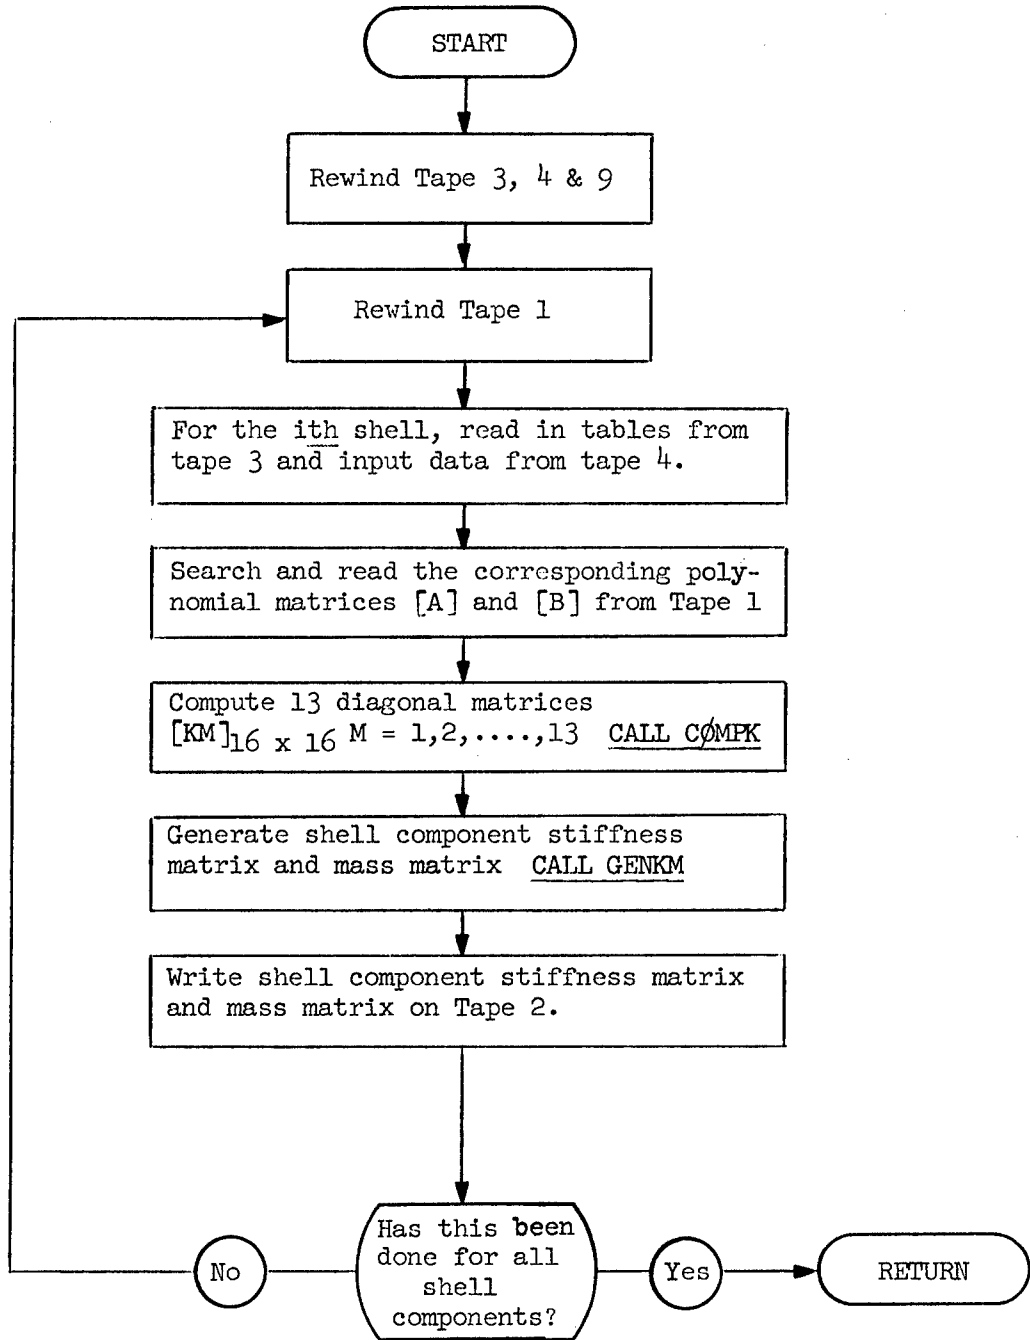 START
Rewind Tape 3, 4 & 9
Rewind Tape 1
For the ith shell, read in tables from
tape 3 and input data from tape 4.
Search and read the corresponding poly-
nomial matrices [A] and [B] from Tape 1
Compute 13 diagonal matrices
[KM]16 x 16 M = 1,2,....,13 CALL CØMPK
Generate shell component stiffness
matrix and mass matrix CALL GENKM
Write shell component stiffness matrix
and mass matrix on Tape 2.
Has this been
done for all
shell
components?
No
Yes
RETURN